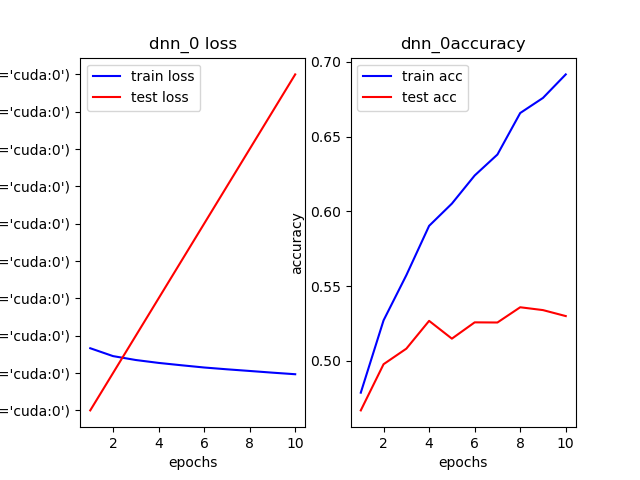 dnn_0 loss
='cuda:0')
='cuda:0')
='cuda:0')
='cuda:0')
='cuda:0')
='cuda:0')
='cuda:0')
='cuda:0')
='cuda:0')
='cuda:0')
train loss
test loss
2 4 6 8 10
epochs
dnn_0accuracy
accuracy
0.70
0.65
0.60
0.55
0.50
train acc
test acc
2 4 6 8 10
epochs